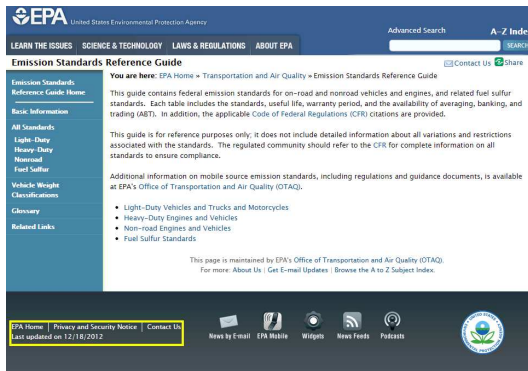 EPA United States Environmental Protection Agency
Advanced Search
A-Z Inde
LEARN THE ISSUES SCIENCE & TECHNOLOGY LAWS & REGULATIONS ABOUT EPA
SEARCH
Emission Standards Reference Guide
Contact Us Share
You are here: EPA Home » Transportation and Air Quality » Emission Standards Reference Guide
Emission Standards
Reference Guide Home
Basic Information
All Standards
Light-Duty
Heavy-Duty
Nonroad
Fuel Sulfur
Vehicle Weight
Classifications
Glossary
Related Links
This guide contains federal emission standards for on-road and nonroad vehicles and engines, and related fuel sulfur
standards. Each table includes the standards, useful life, warranty period, and the availability of averaging, banking, and
trading (ABT). In addition, the applicable Code of Federal Regulations (CFR) citations are provided.
This guide is for reference purposes only; it does not include detailed information about all variations and restrictions
associated with the standards. The regulated community should refer to the CFR for complete information on all
standards to ensure compliance.
Additional information on mobile source emission standards, including regulations and guidance documents, is available
at EPA's Office of Transportation and Air Quality (OTAQ).
• Light-Duty Vehicles and Trucks and Motorcycles
• Heavy-Duty Engines and Vehicles
• Non-road Engines and Vehicles
• Fuel Sulfur Standards
This page is maintained by EPA's Office of Transportation and Air Quality (OTAQ).
For more: About Us | Get E-mail Updates | Browse the A to Z Subject Index.
EPA Home | Privacy and Security Notice | Contact Us
Last updated on 12/18/2012
News by E-mail EPA Mobile Widgets News Feeds Podcasts